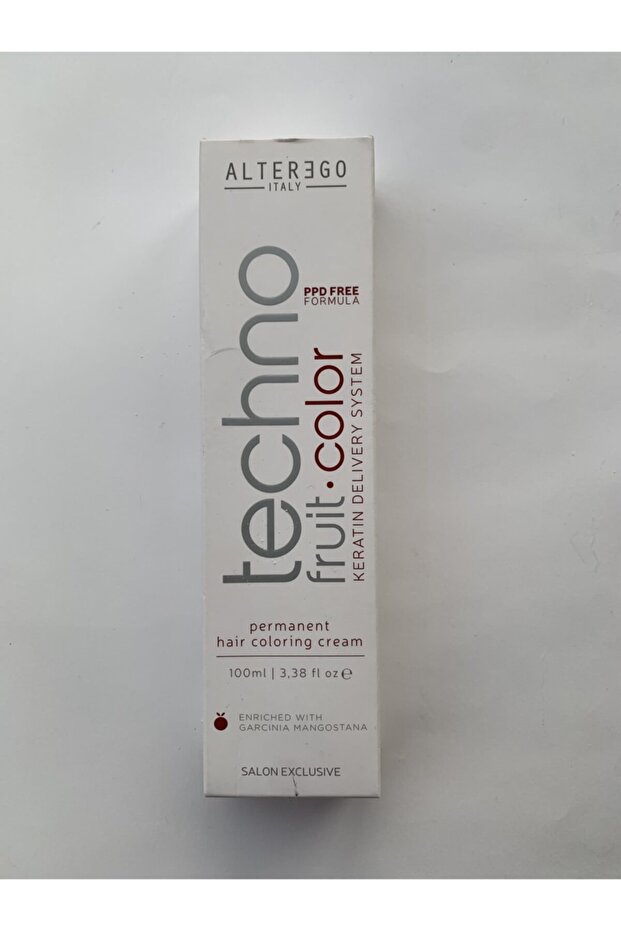 ALTERƎGO
ITALY
PPD FREE
FORMULA
techno
fruit · color
KERATIN DELIVERY SYSTEM
permanent
hair coloring cream
100ml | 3,38 fl oz ℮
ENRICHED WITH
GARCINIA MANGOSTANA
SALON EXCLUSIVE